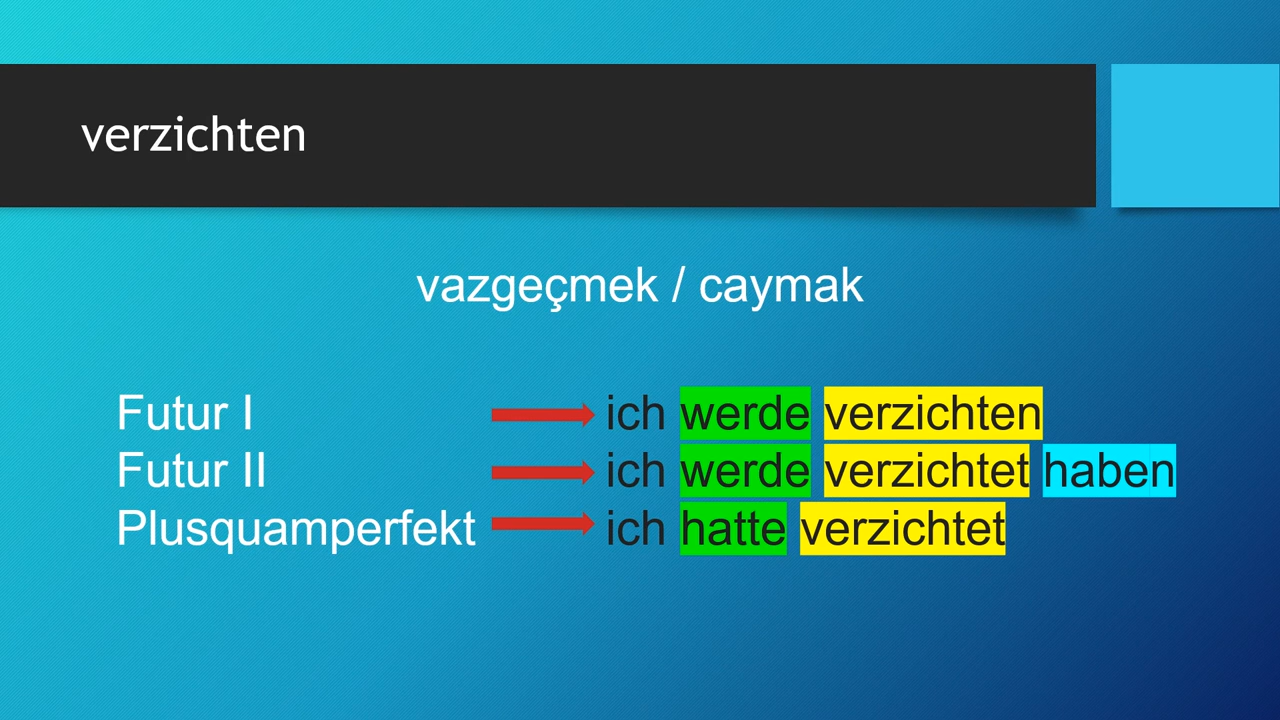 verzichten
vazgeçmek / caymak
Futur I ich werde verzichten
Futur II ich werde verzichtet haben
Plusquamperfekt ich hatte verzichtet